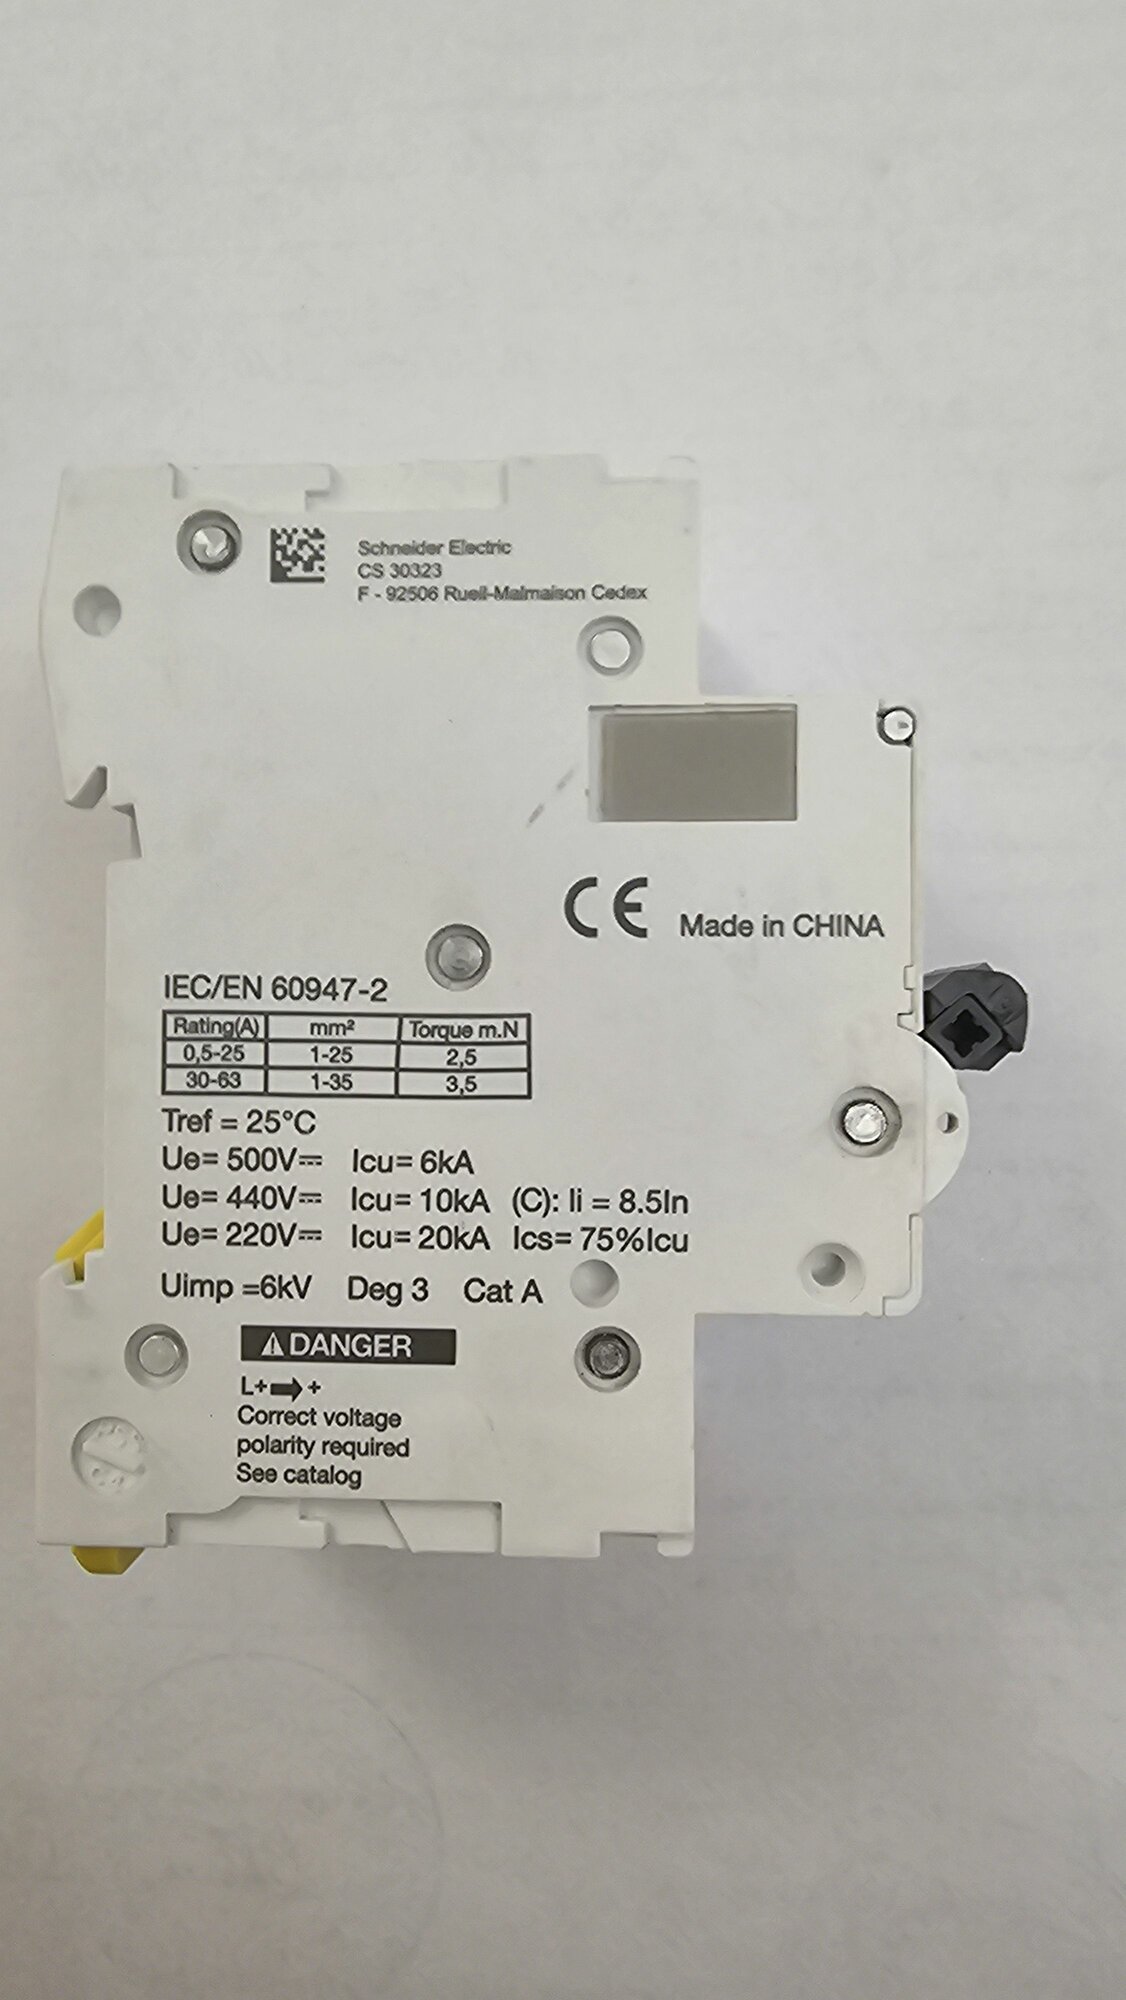 Schneider Electric
CS 30323
F - 92506 Rueil-Malmaison Cedex
CE Made in CHINA
IEC/EN 60947-2
Rating(A) mm² Torque m.N
0,5-25 1-25 2,5
30-63 1-35 3,5
Tref = 25°C
Ue= 500V⎓ Icu= 6kA
Ue= 440V⎓ Icu= 10kA (C): Ii = 8.5In
Ue= 220V⎓ Icu= 20kA Ics= 75%Icu
Uimp =6kV Deg 3 Cat A
⚠ DANGER
L+➡+
Correct voltage
polarity required
See catalog